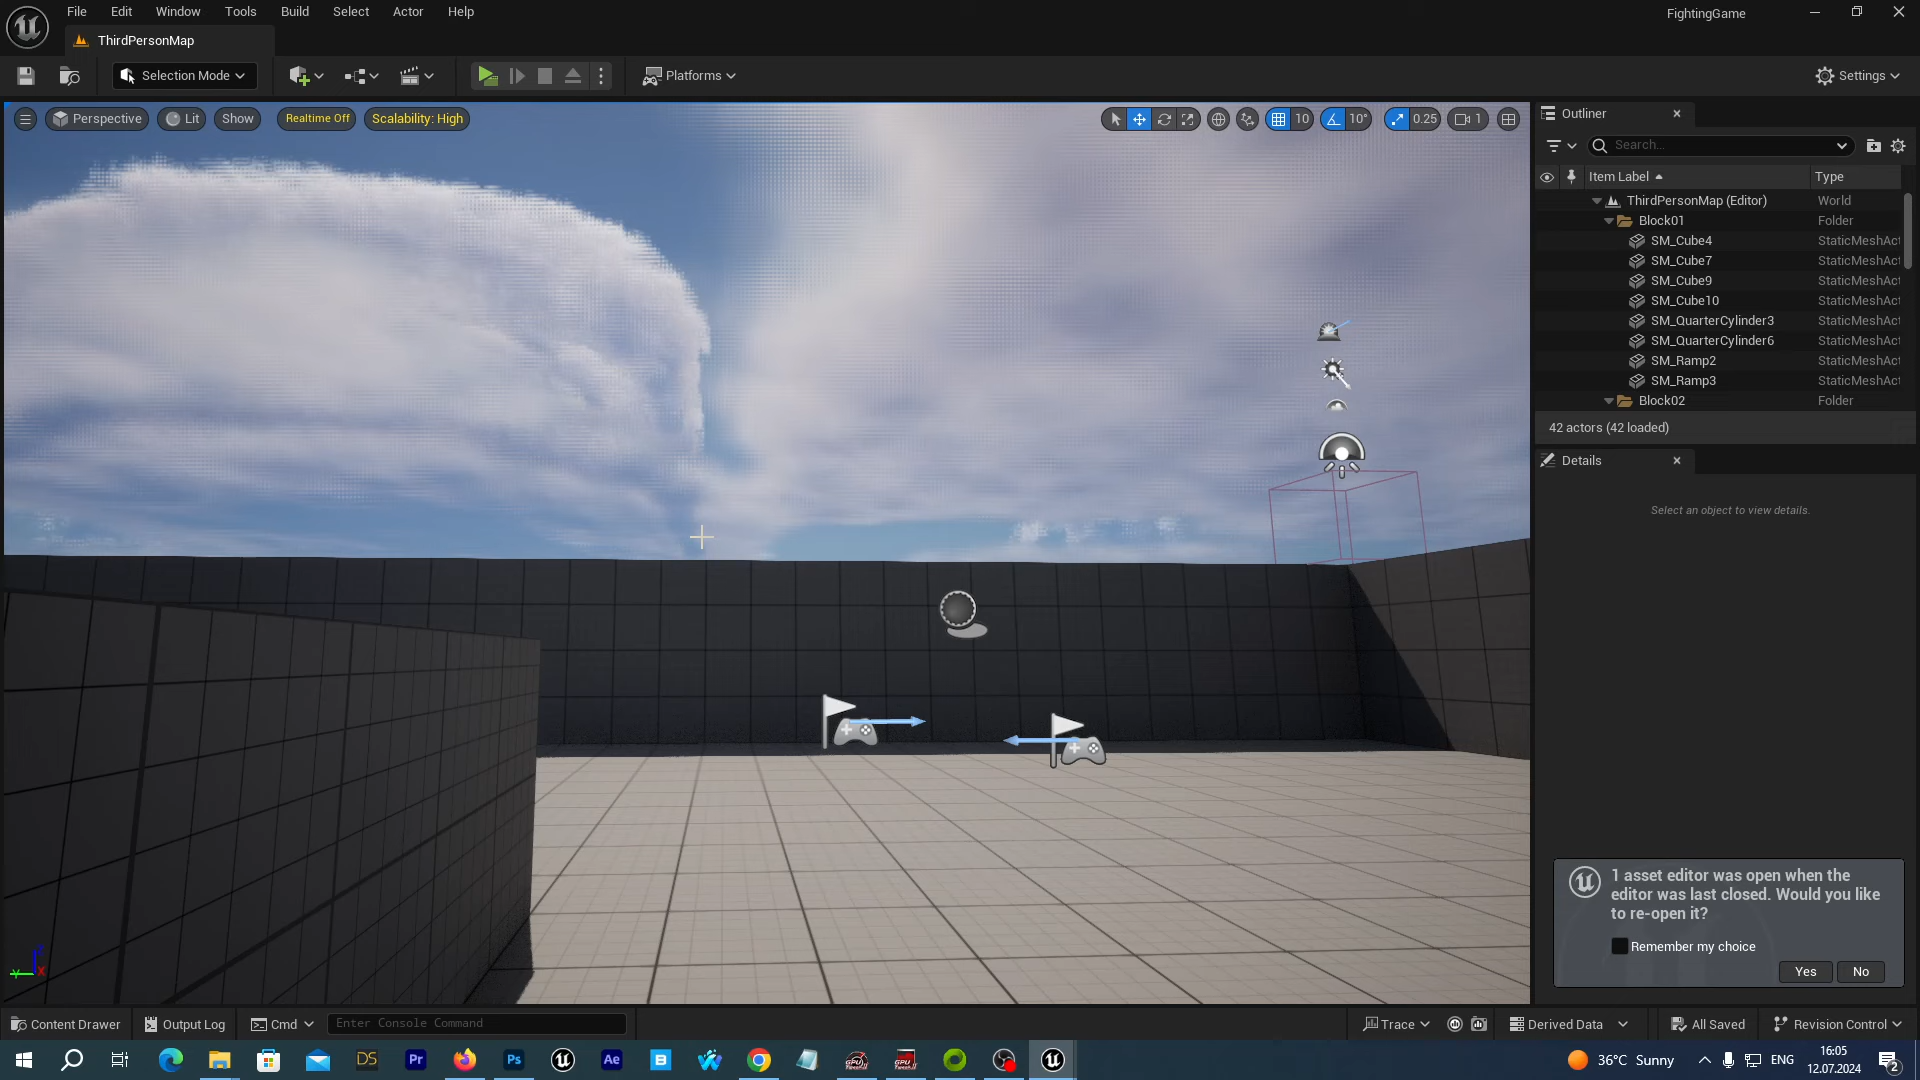 File Edit Window Tools Build Select Actor Help
FightingGame
ThirdPersonMap
Selection Mode
Platforms
Settings
Perspective Lit Show Realtime Off Scalability: High
10 10° 0.25 1
Outliner
Search...
Item Label Type
ThirdPersonMap (Editor) World
Block01 Folder
SM_Cube4 StaticMeshAct
SM_Cube7 StaticMeshAct
SM_Cube9 StaticMeshAct
SM_Cube10 StaticMeshAct
SM_QuarterCylinder3 StaticMeshAct
SM_QuarterCylinder6 StaticMeshAct
SM_Ramp2 StaticMeshAct
SM_Ramp3 StaticMeshAct
Block02 Folder
42 actors (42 loaded)
Details
Select an object to view details.
1 asset editor was open when the
editor was last closed. Would you like
to re-open it?
Remember my choice
Yes No
Content Drawer Output Log Cmd Enter Console Command
Trace Derived Data All Saved Revision Control
DS Pr Ps Ae
36°C Sunny ENG
16:05
12.07.2024
2